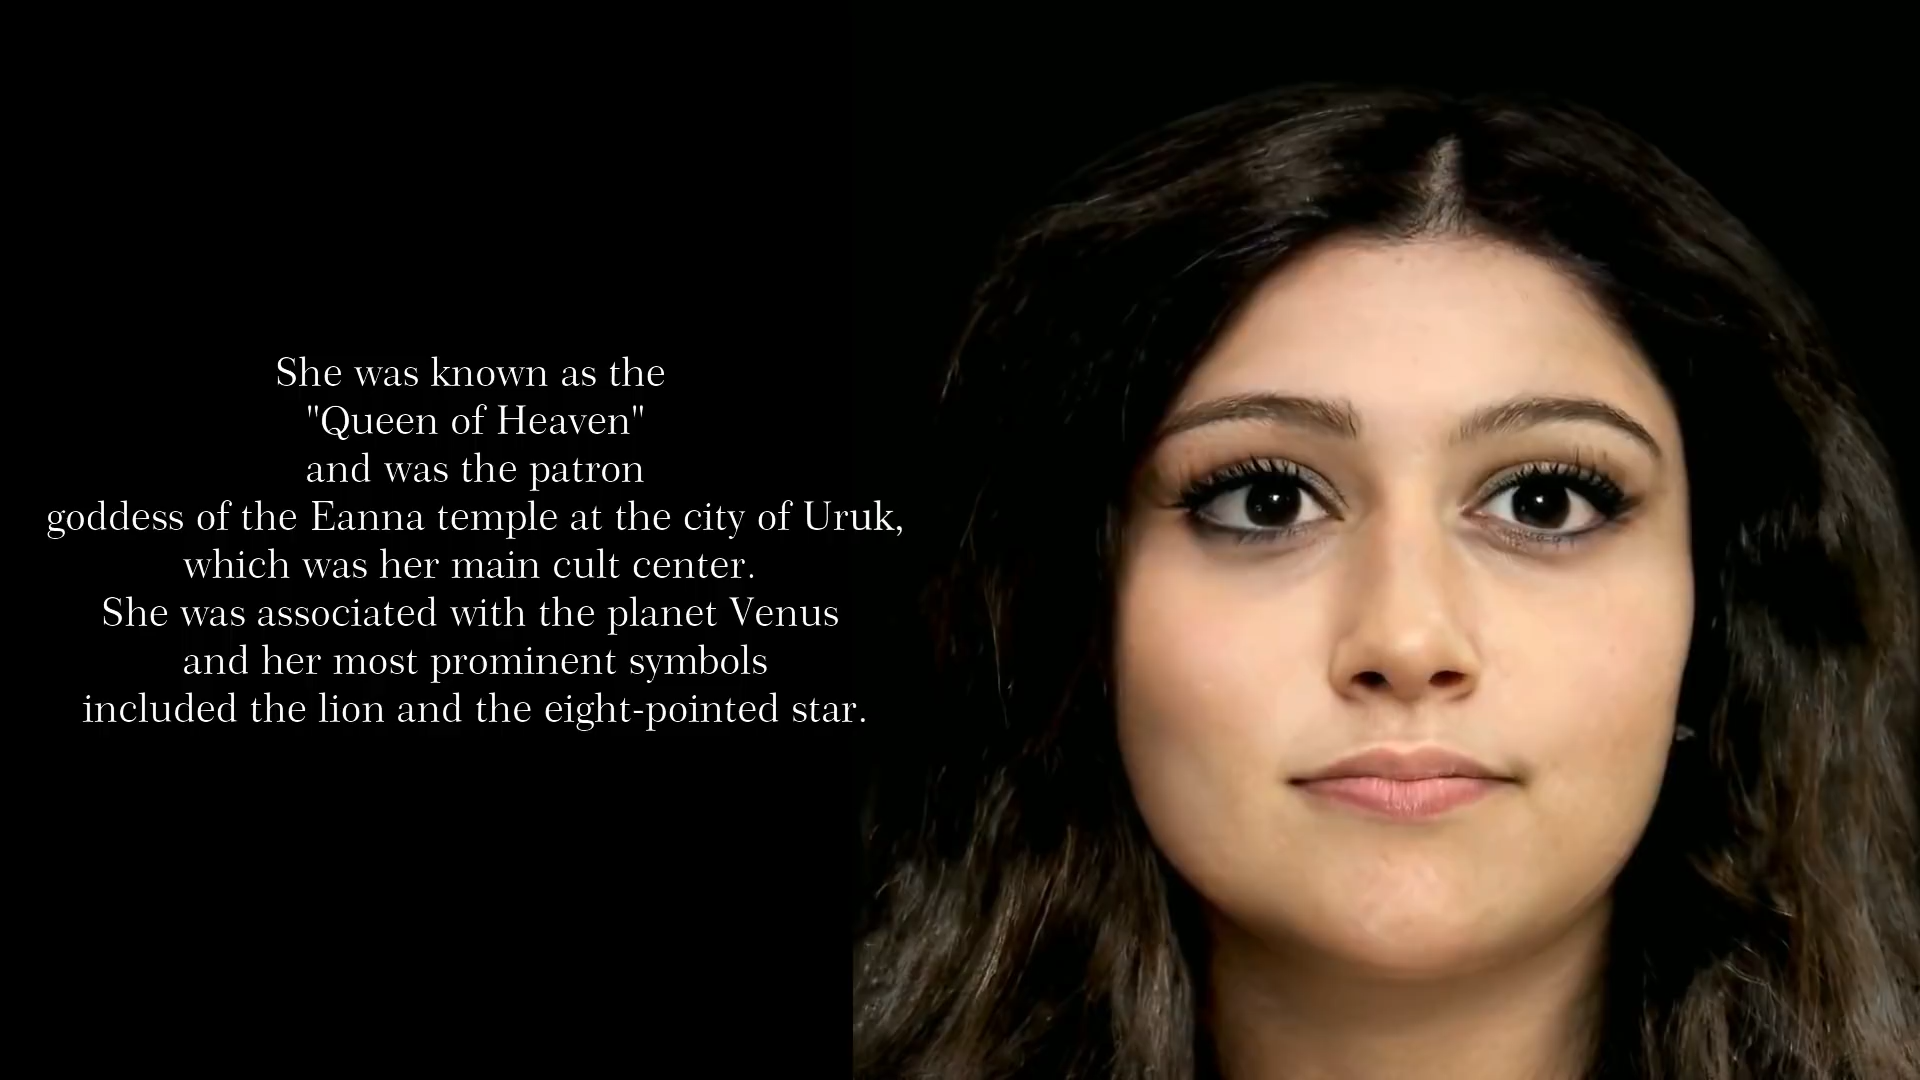 She was known as the
"Queen of Heaven"
and was the patron
goddess of the Eanna temple at the city of Uruk,
which was her main cult center.
She was associated with the planet Venus
and her most prominent symbols
included the lion and the eight-pointed star.